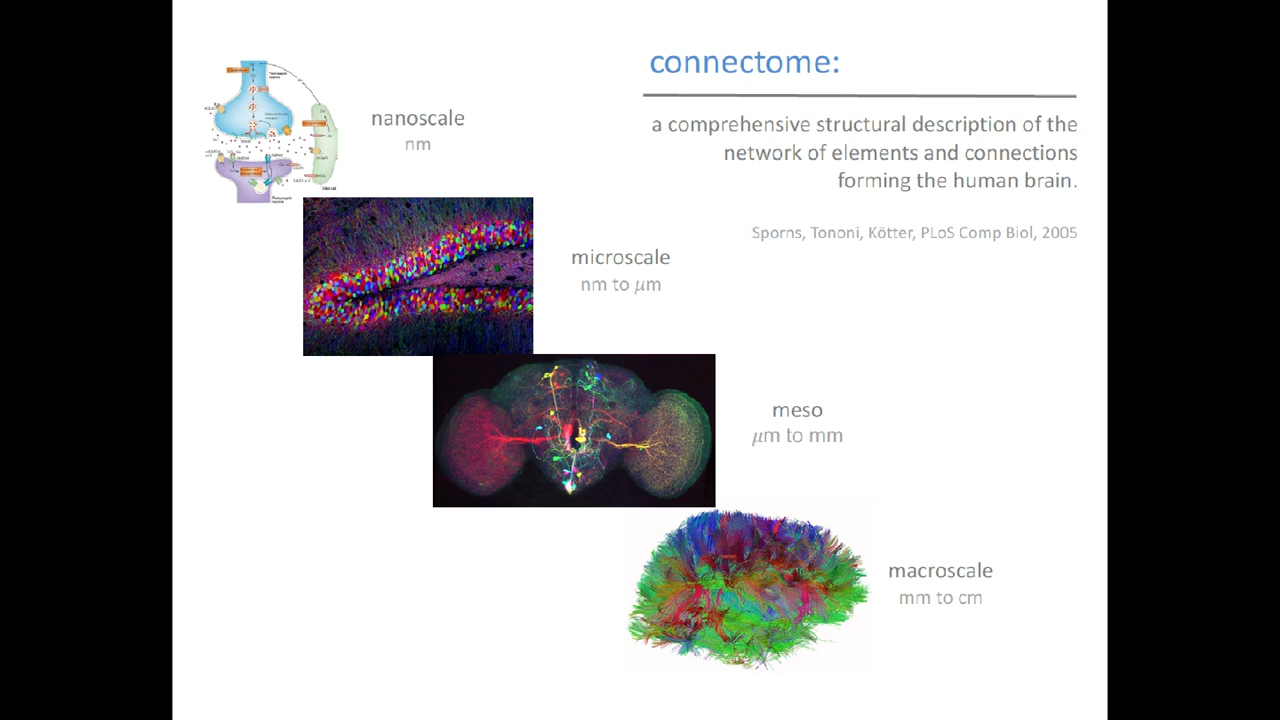 connectome:
a comprehensive structural description of the
network of elements and connections
forming the human brain.
Sporns, Tononi, Kötter, PLoS Comp Biol, 2005
nanoscale
nm
microscale
nm to µm
meso
µm to mm
macroscale
mm to cm